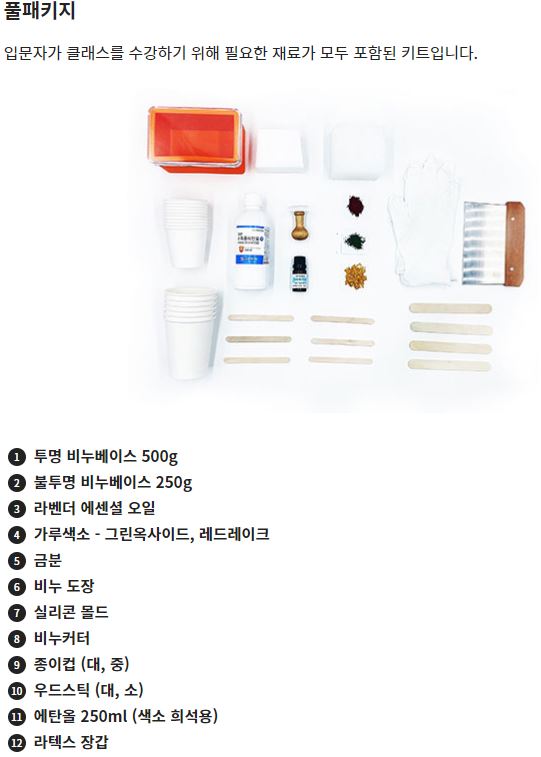 풀패키지
입문자가 클래스를 수강하기 위해 필요한 재료가 모두 포함된 키트입니다.
1 투명 비누베이스 500g
2 불투명 비누베이스 250g
3 라벤더 에센셜 오일
4 가루색소 - 그린옥사이드, 레드레이크
5 금분
6 비누 도장
7 실리콘 몰드
8 비누커터
9 종이컵 (대, 중)
10 우드스틱 (대, 소)
11 에탄올 250ml (색소 희석용)
12 라텍스 장갑